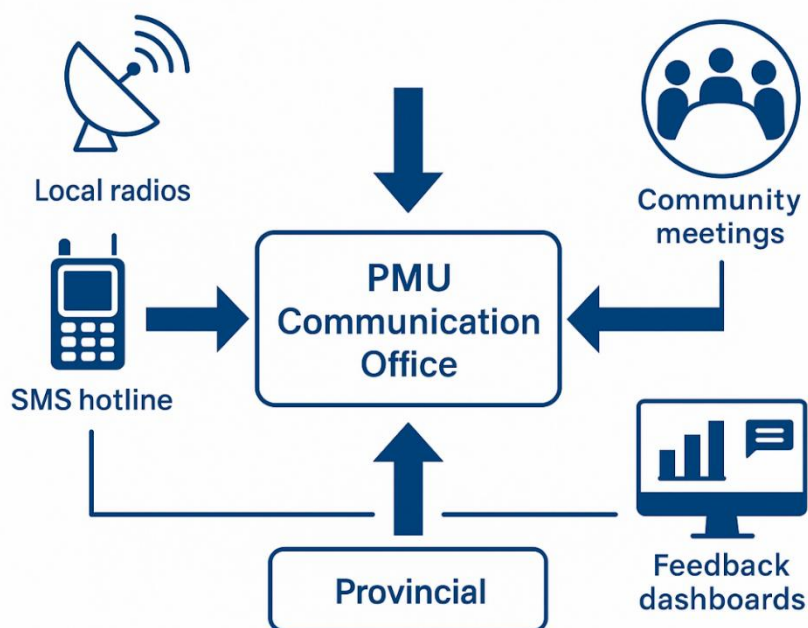 Local radios
Community
meetings
PMU
Communication
Office
SMS hotline
Provincial
Feedback
dashboards